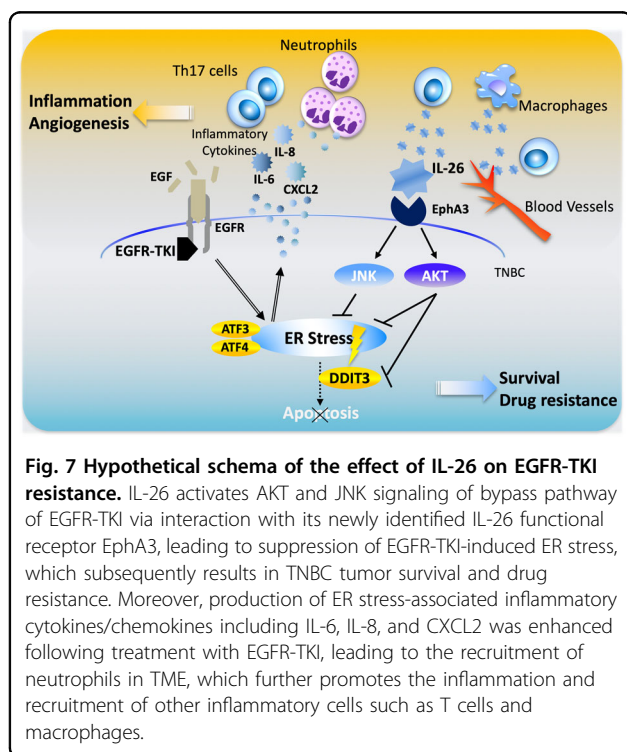 Neutrophils
Th17 cells
Macrophages
Inflammation
Angiogenesis
Inflammatory
Cytokines
IL-8
IL-6
CXCL2
IL-26
EGF
EGFR
EphA3
Blood Vessels
EGFR-TKI
TNBC
JNK
AKT
ATF3
ATF4
ER Stress
DDIT3
Survival
Drug resistance
Apoptosis
Fig. 7 Hypothetical schema of the effect of IL-26 on EGFR-TKI
resistance. IL-26 activates AKT and JNK signaling of bypass pathway
of EGFR-TKI via interaction with its newly identified IL-26 functional
receptor EphA3, leading to suppression of EGFR-TKI-induced ER stress,
which subsequently results in TNBC tumor survival and drug
resistance. Moreover, production of ER stress-associated inflammatory
cytokines/chemokines including IL-6, IL-8, and CXCL2 was enhanced
following treatment with EGFR-TKI, leading to the recruitment of
neutrophils in TME, which further promotes the inflammation and
recruitment of other inflammatory cells such as T cells and
macrophages.